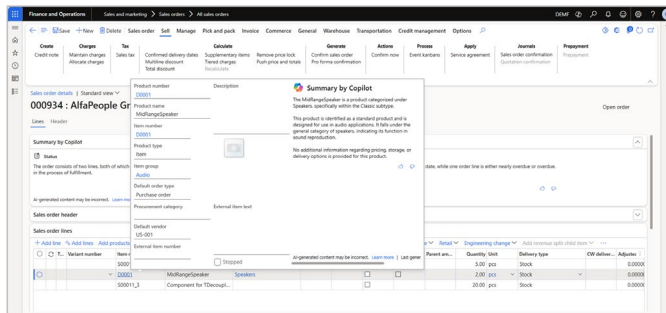 Finance and Operations
Sales and marketing > Sales orders > All sales orders
DEMF
Save
New
Delete
Sales order
Sell
Manage
Pick and pack
Invoice
Commerce
General
Warehouse
Transportation
Credit management
Options
Create
Charges
Tax
Calculate
Generate
Actions
Process
Apply
Journals
Prepayment
Credit note
Maintain charges
Sales tax
Confirmed delivery dates
Supplementary items
Remove price lock
Confirm sales order
Confirm now
Event kanbans
Service agreement
Sales order confirmation
Prepayment
Allocate charges
Multiline discount
Tiered charges
Push price and totals
Pro forma confirmation
Quotation confirmation
Total discount
Recalculate
Sales order details | Standard view
000934 : AlfaPeople Gr
Open order
Lines
Header
Product number
D0001
Product name
MidRangeSpeaker
Item number
D0001
Product type
Item
Item group
Audio
Default order type
Purchase order
Procurement category
Default vendor
US-001
External item number
Description
External item text
Stopped
Summary by Copilot
The MidRangeSpeaker is a product categorized under
Speakers, specifically within the Classic subtype.
This product is identified as a standard product and is
designed for use in audio applications. It falls under the
general category of speakers, indicating its function in
sound reproduction.
No additional information regarding pricing, storage, or
delivery options is provided for this product.
AI-generated content may be incorrect. Learn more | Last gener
Summary by Copilot
Status
The order consists of two lines, both of which
in the process of fulfillment.
date, while one order line is either nearly overdue or overdue.
AI-generated content may be incorrect. Learn mo
Sales order header
Sales order lines
Add line
Add lines
Add products
Retail
Engineering change
Add revenue split child item
T...
Variant number
Item n
Parent am...
Quantity
Unit
Delivery type
CW deliver...
5.00 pcs Stock 0.0000
D0001 MidRangeSpeaker Speakers 2.00 pcs Stock 0.0000
S00011_3 Component for TDecoupl... 20.00 pcs Stock 0.0000